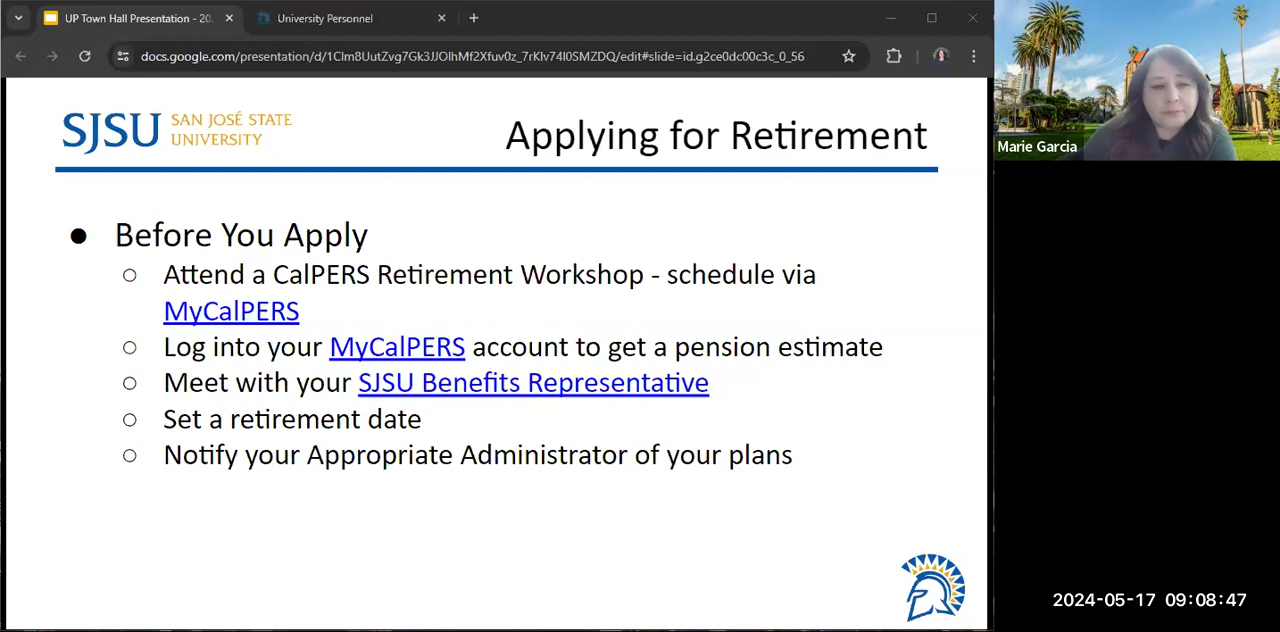 UP Town Hall Presentation - 20
University Personnel
docs.google.com/presentation/d/1Clm8UutZvg7Gk3JJOlhMf2Xfuv0z_7rKlv74I0SMZDQ/edit#slide=id.g2ce0dc00c3c_0_56
SJSU SAN JOSÉ STATE
UNIVERSITY
Applying for Retirement
Marie Garcia
● Before You Apply
○ Attend a CalPERS Retirement Workshop - schedule via
MyCalPERS
○ Log into your MyCalPERS account to get a pension estimate
○ Meet with your SJSU Benefits Representative
○ Set a retirement date
○ Notify your Appropriate Administrator of your plans
2024-05-17 09:08:47